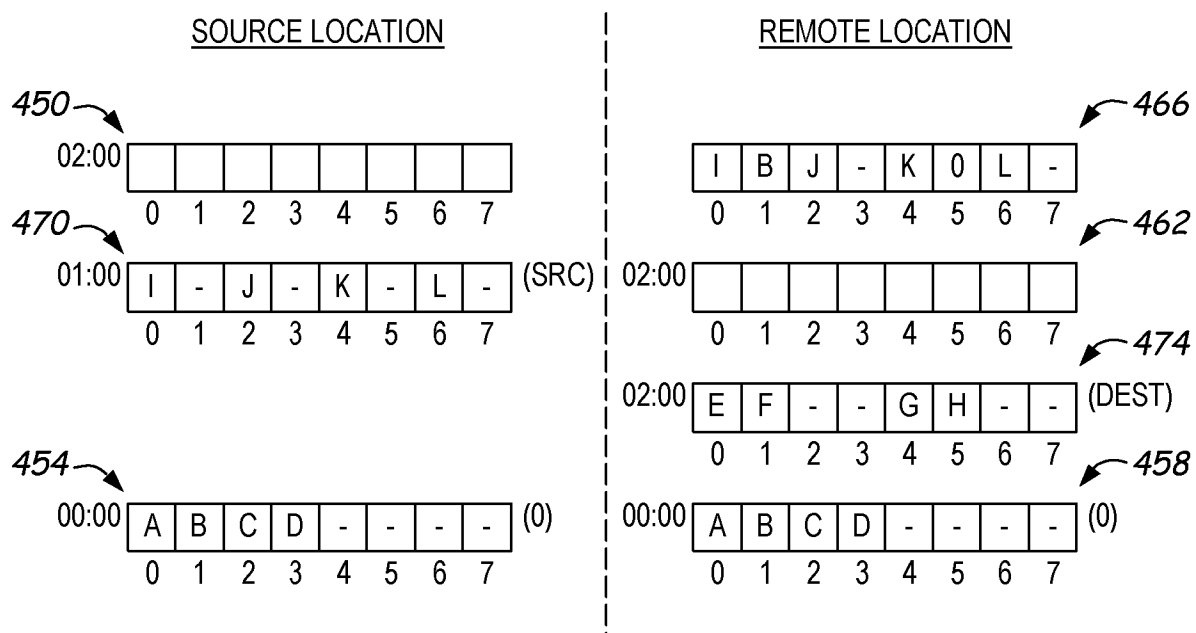 SOURCE LOCATION
REMOTE LOCATION
450
02:00
0 1 2 3 4 5 6 7
466
I B J - K 0 L -
0 1 2 3 4 5 6 7
470
01:00 I - J - K - L - (SRC)
0 1 2 3 4 5 6 7
462
02:00
0 1 2 3 4 5 6 7
474
02:00 E F - - G H - - (DEST)
0 1 2 3 4 5 6 7
454
00:00 A B C D - - - - (0)
0 1 2 3 4 5 6 7
458
00:00 A B C D - - - - (0)
0 1 2 3 4 5 6 7